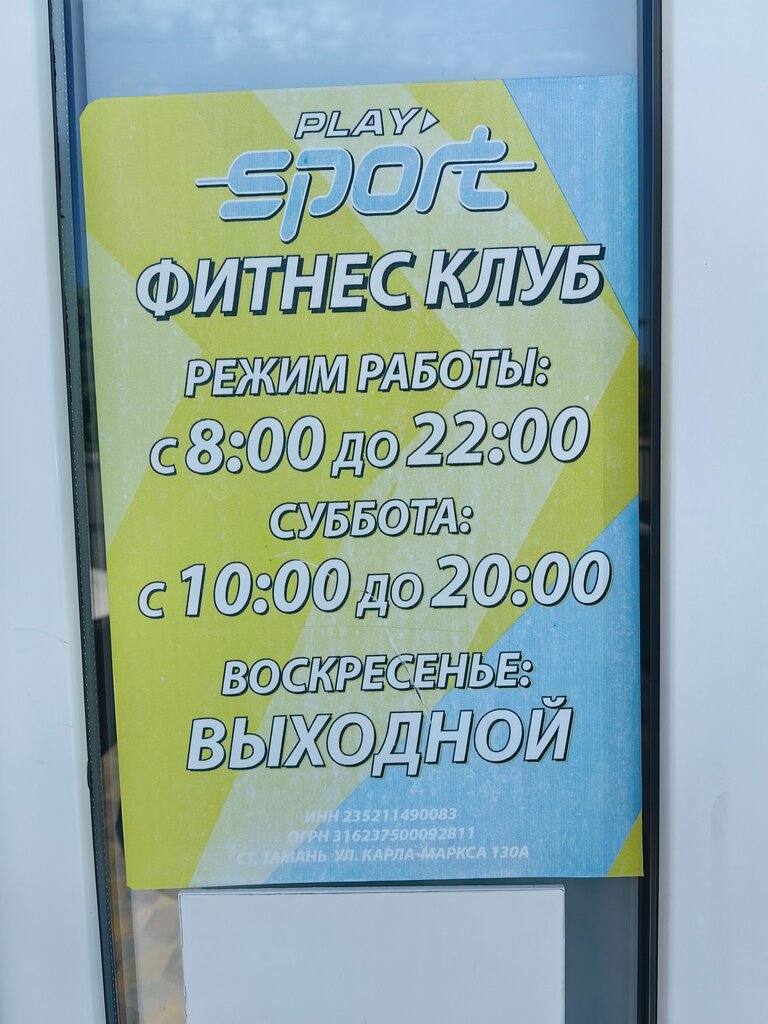 PLAY
sport
ФИТНЕС КЛУБ
РЕЖИМ РАБОТЫ:
с 8:00 до 22:00
СУББОТА:
с 10:00 до 20:00
ВОСКРЕСЕНЬЕ:
ВЫХОДНОЙ
ИНН 235211490083
ОГРН 316237500092811
СТ. ТАМАНЬ УЛ. КАРЛА-МАРКСА 130А